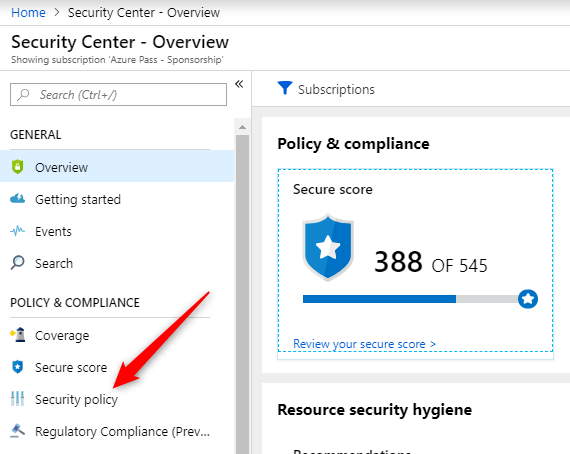 Home > Security Center - Overview
Security Center - Overview
Showing subscription 'Azure Pass - Sponsorship'
«
Search (Ctrl+/)
GENERAL
Overview
Getting started
Events
Search
POLICY & COMPLIANCE
Coverage
Secure score
Security policy
Regulatory Compliance (Prev...
Subscriptions
Policy & compliance
Secure score
388 OF 545
Review your secure score >
Resource security hygiene